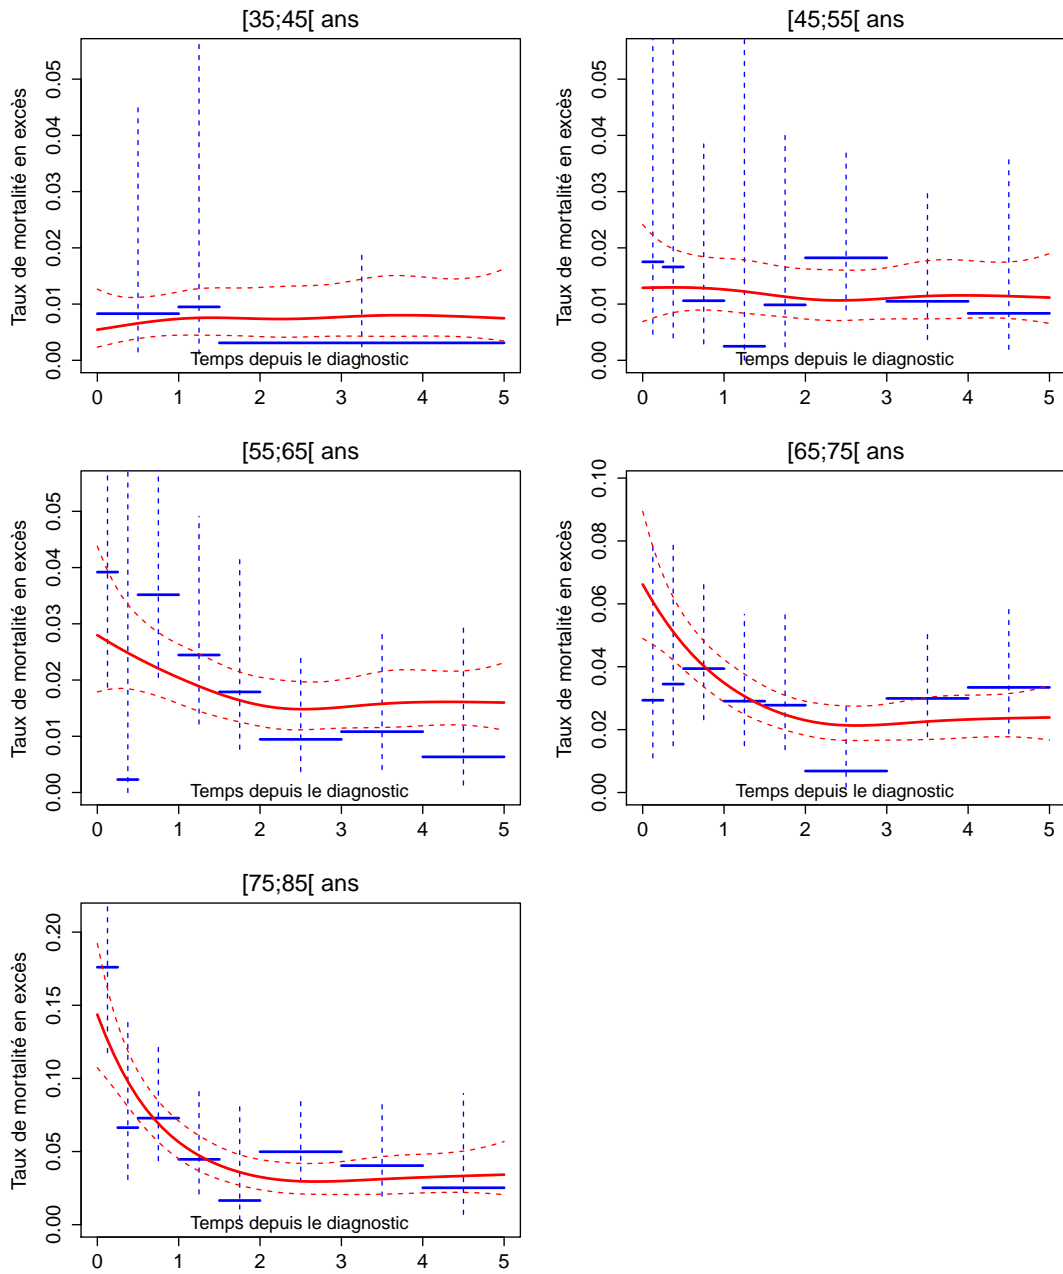 [35;45[ ans
Taux de mortalité en excès
0.00 0.01 0.02 0.03 0.04 0.05
Temps depuis le diagnostic
0 1 2 3 4 5
[45;55[ ans
Taux de mortalité en excès
0.00 0.01 0.02 0.03 0.04 0.05
Temps depuis le diagnostic
0 1 2 3 4 5
[55;65[ ans
Taux de mortalité en excès
0.00 0.01 0.02 0.03 0.04 0.05
Temps depuis le diagnostic
0 1 2 3 4 5
[65;75[ ans
Taux de mortalité en excès
0.00 0.02 0.04 0.06 0.08 0.10
Temps depuis le diagnostic
0 1 2 3 4 5
[75;85[ ans
Taux de mortalité en excès
0.00 0.05 0.10 0.15 0.20
Temps depuis le diagnostic
0 1 2 3 4 5